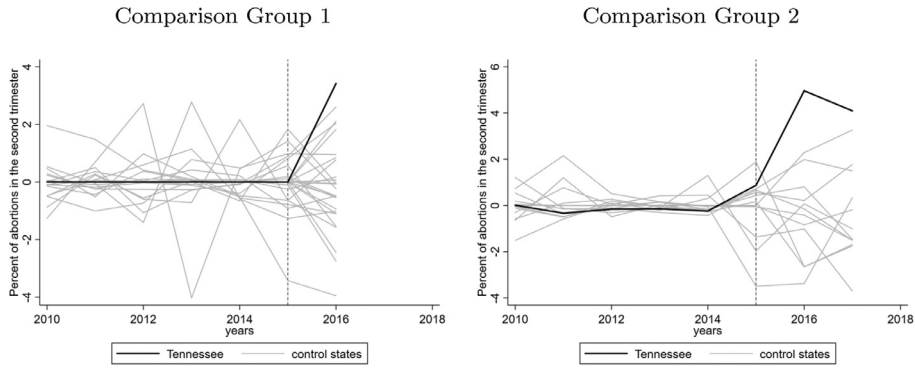 Comparison Group 1
Percent of abortions in the second trimester
4
2
0
-2
-4
2010 2012 2014 2016 2018
years
Tennessee control states
Comparison Group 2
Percent of abortions in the second trimester
6
4
2
0
-2
-4
2010 2012 2014 2016 2018
years
Tennessee control states